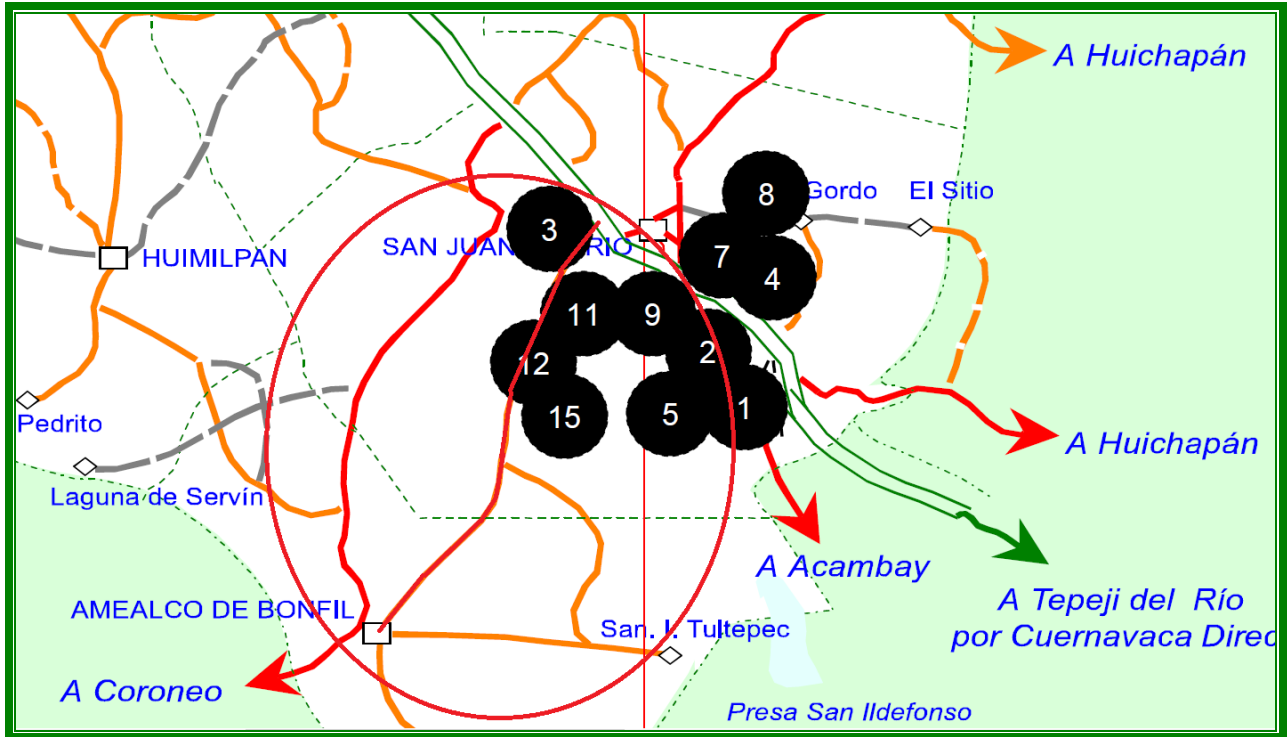 A Huichapán
8
Gordo
El Sitio
3
SAN JUAN
RIO
7
4
HUIMILPAN
11
9
2
12
15
5
1
Pedrito
A Huichapán
Laguna de Servín
A Acambay
A Tepeji del Río
por Cuernavaca Direc
AMEALCO DE BONFIL
San. I. Tultepec
A Coroneo
Presa San Ildefonso